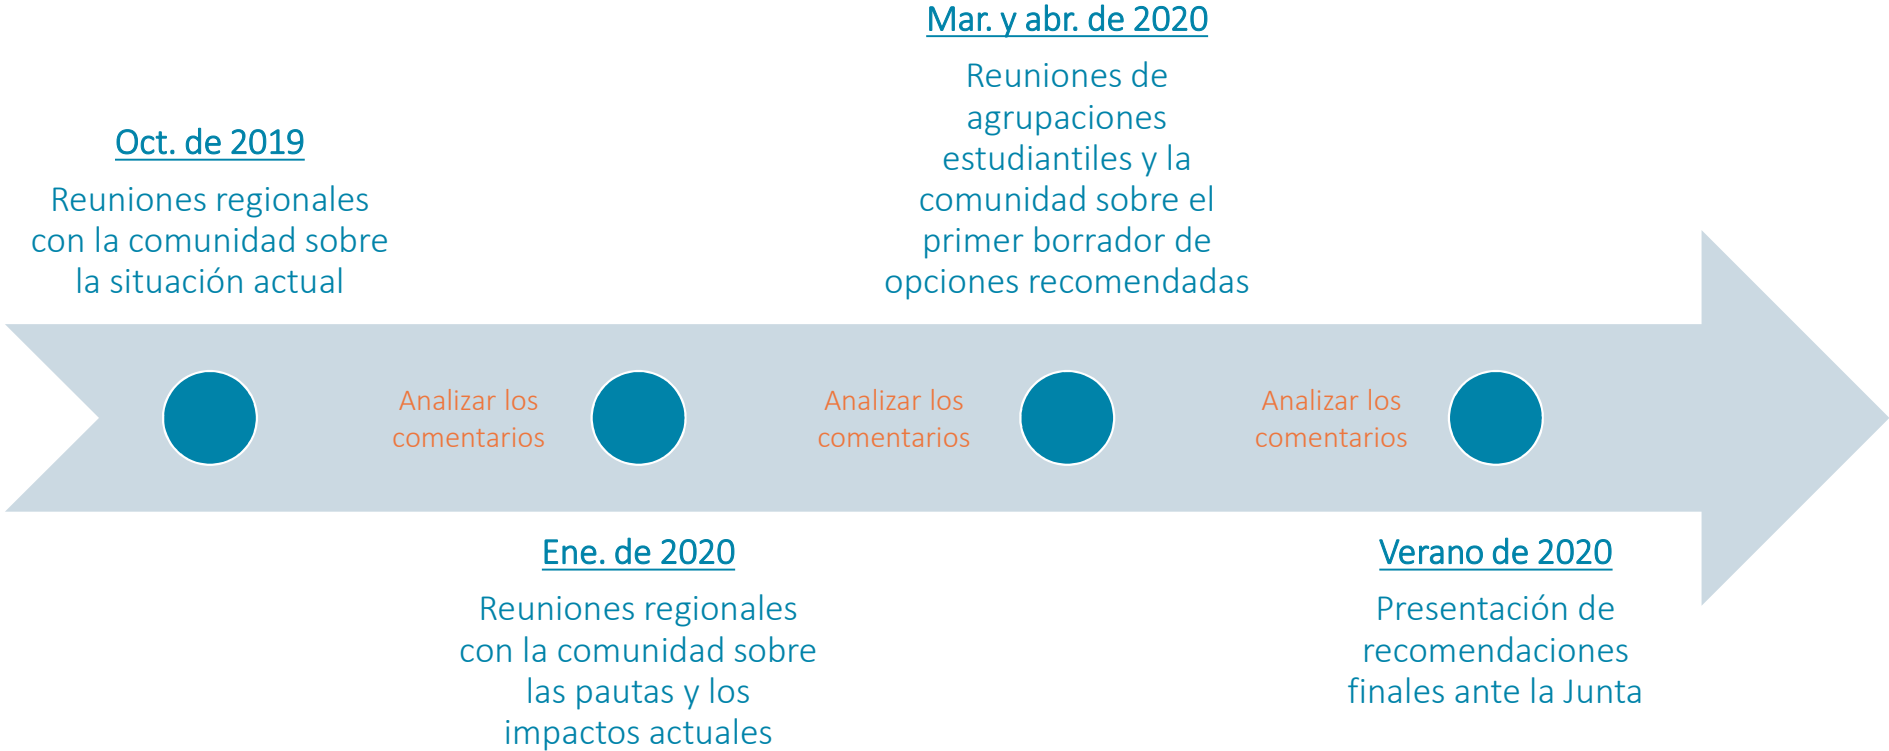 Oct. de 2019
Reuniones regionales
con la comunidad sobre
la situación actual
Analizar los
comentarios
Ene. de 2020
Reuniones regionales
con la comunidad sobre
las pautas y los
impactos actuales
Analizar los
comentarios
Mar. y abr. de 2020
Reuniones de
agrupaciones
estudiantiles y la
comunidad sobre el
primer borrador de
opciones recomendadas
Analizar los
comentarios
Verano de 2020
Presentación de
recomendaciones
finales ante la Junta